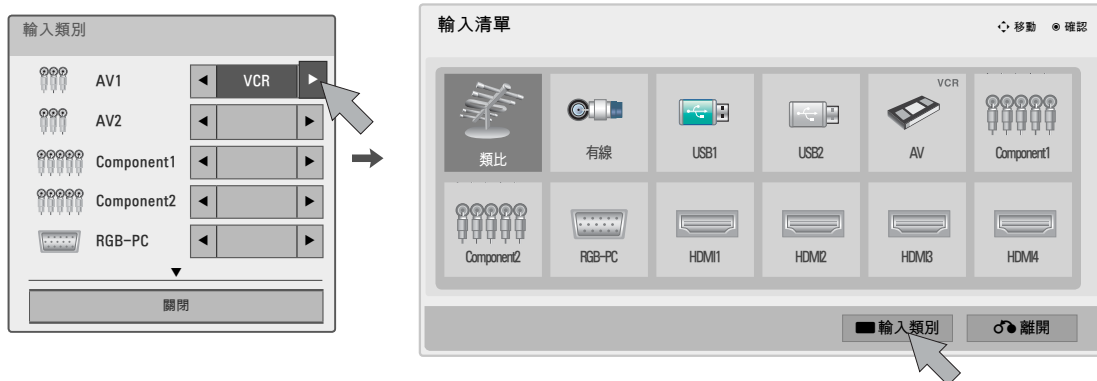 輸入類別
AV1
VCR
AV2
Component1
Component2
RGB-PC
關閉
輸入清單
移動
確認
類比
有線
USB1
USB2
VCR
AV
Component1
Component2
RGB-PC
HDMI1
HDMI2
HDMI3
HDMI4
輸入類別
離開